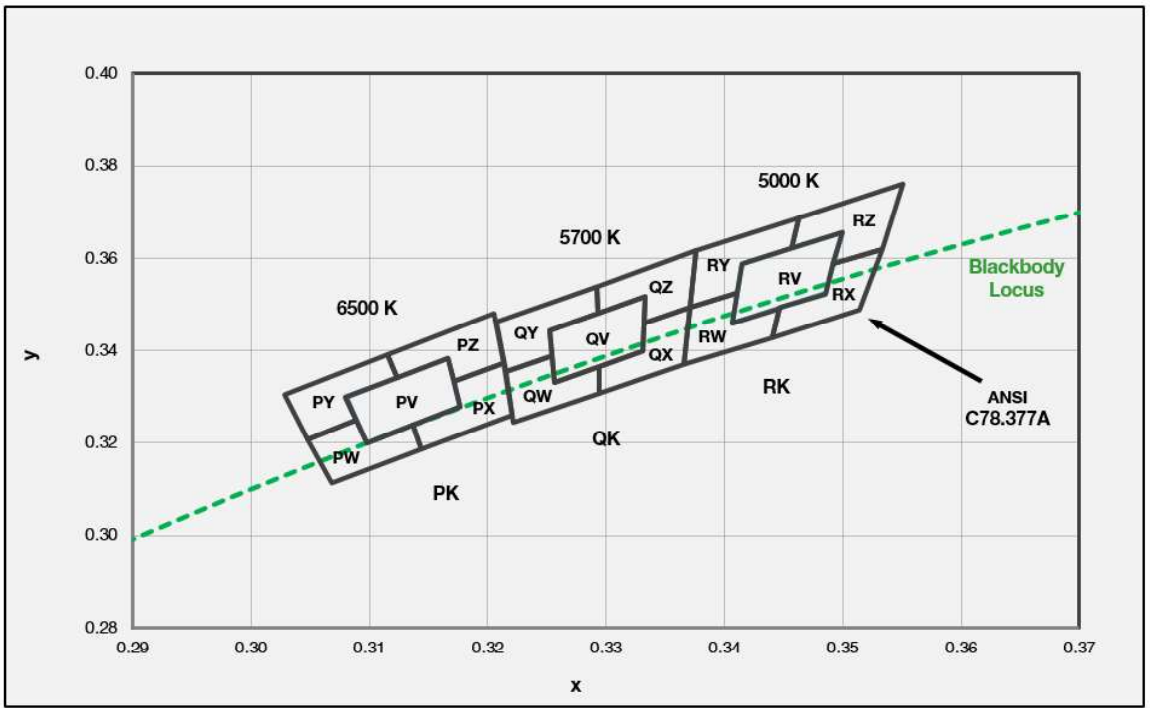 0.40
0.38
0.36
0.34
0.32
0.30
0.28
y
0.29
0.30
0.31
0.32
0.33
0.34
0.35
0.36
0.37
x
6500 K
5700 K
5000 K
PY
PZ
PV
PX
PW
PK
QY
QZ
QV
QX
QW
QK
RY
RZ
RV
RX
RW
RK
Blackbody
Locus
ANSI
C78.377A